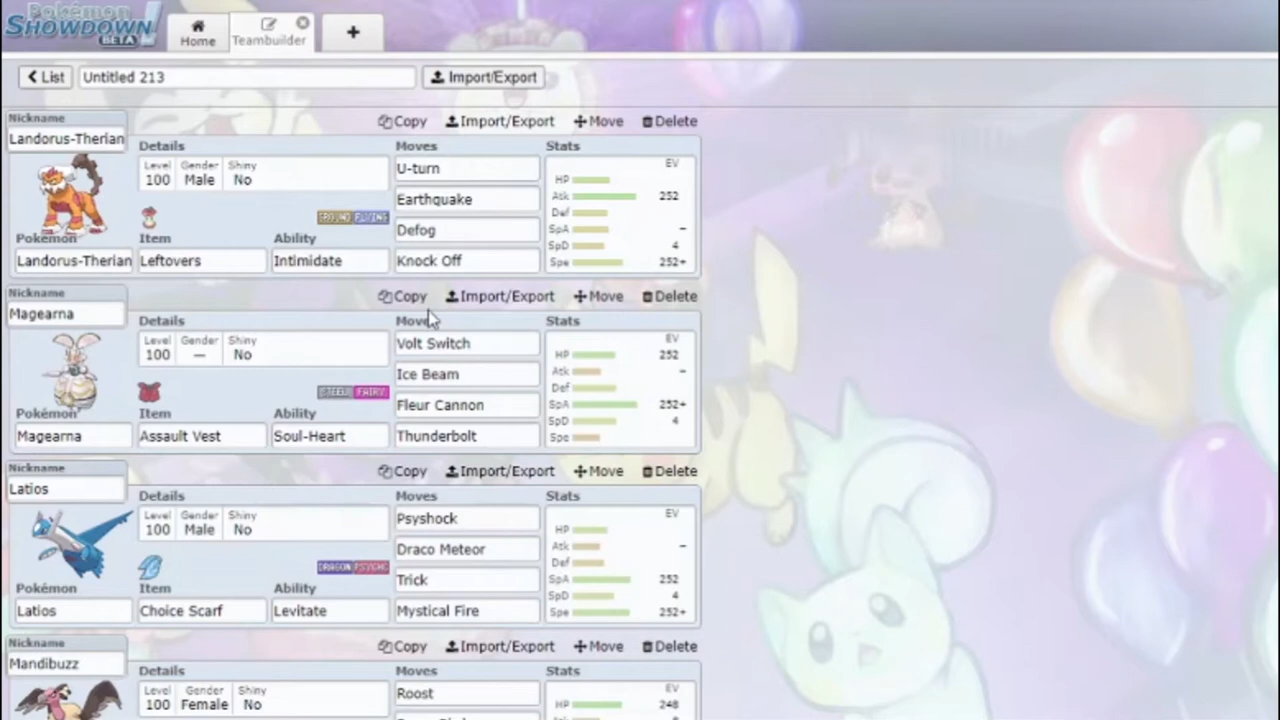 Pokémon
SHOWDOWN!
BETA
Home
Teambuilder
List
Untitled 213
Import/Export
Nickname
Landorus-Therian
Copy Import/Export Move Delete
Details
Level Gender Shiny
100 Male No
Moves
U-turn
Earthquake
Defog
Knock Off
Stats
EV
HP
Atk 252
Def
SpA –
SpD 4
Spe 252+
GROUND FLYING
Pokémon Item Ability
Landorus-Therian Leftovers Intimidate
Nickname
Magearna
Copy Import/Export Move Delete
Details
Level Gender Shiny
100 — No
Moves
Volt Switch
Ice Beam
Fleur Cannon
Thunderbolt
Stats
EV
HP 252
Atk –
Def
SpA 252+
SpD 4
Spe
STEEL FAIRY
Pokémon Item Ability
Magearna Assault Vest Soul-Heart
Nickname
Latios
Copy Import/Export Move Delete
Details
Level Gender Shiny
100 Male No
Moves
Psyshock
Draco Meteor
Trick
Mystical Fire
Stats
EV
HP
Atk –
Def
SpA 252
SpD 4
Spe 252+
DRAGON PSYCHC
Pokémon Item Ability
Latios Choice Scarf Levitate
Nickname
Mandibuzz
Copy Import/Export Move Delete
Details
Level Gender Shiny
100 Female No
Moves
Roost
Stats
EV
HP 248